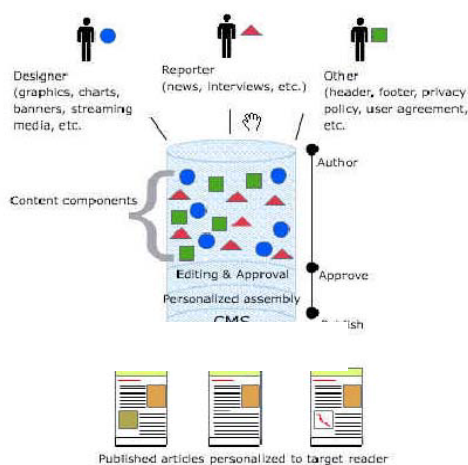 Designer
(graphics, charts,
banners, streaming
media, etc.
Reporter
(news, interviews, etc.)
Other
(header, footer, privacy
policy, user agreement,
etc.
Author
Content components
Editing & Approval
Approve
Personalized assembly
Publish
CMS
Published articles personalized to target reader